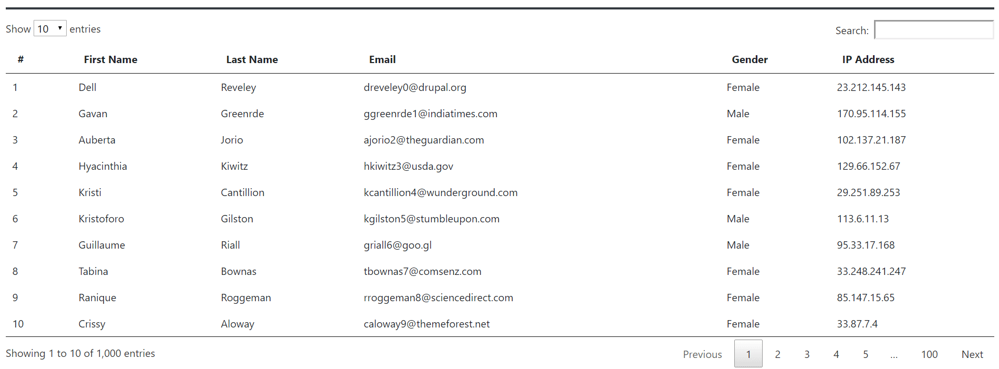 Show 10 entries Search:
# First Name Last Name Email Gender IP Address
1 Dell Reveley dreveley0@drupal.org Female 23.212.145.143
2 Gavan Greenrde ggreenrde1@indiatimes.com Male 170.95.114.155
3 Auberta Jorio ajorio2@theguardian.com Female 102.137.21.187
4 Hyacinthia Kiwitz hkiwitz3@usda.gov Female 129.66.152.67
5 Kristi Cantillion kcantillion4@wunderground.com Female 29.251.89.253
6 Kristoforo Gilston kgilston5@stumbleupon.com Male 113.6.11.13
7 Guillaume Riall griall6@goo.gl Male 95.33.17.168
8 Tabina Bownas tbownas7@comsenz.com Female 33.248.241.247
9 Ranique Roggeman rroggeman8@sciencedirect.com Female 85.147.15.65
10 Crissy Aloway caloway9@themeforest.net Female 33.87.7.4
Showing 1 to 10 of 1,000 entries Previous 1 2 3 4 5 … 100 Next